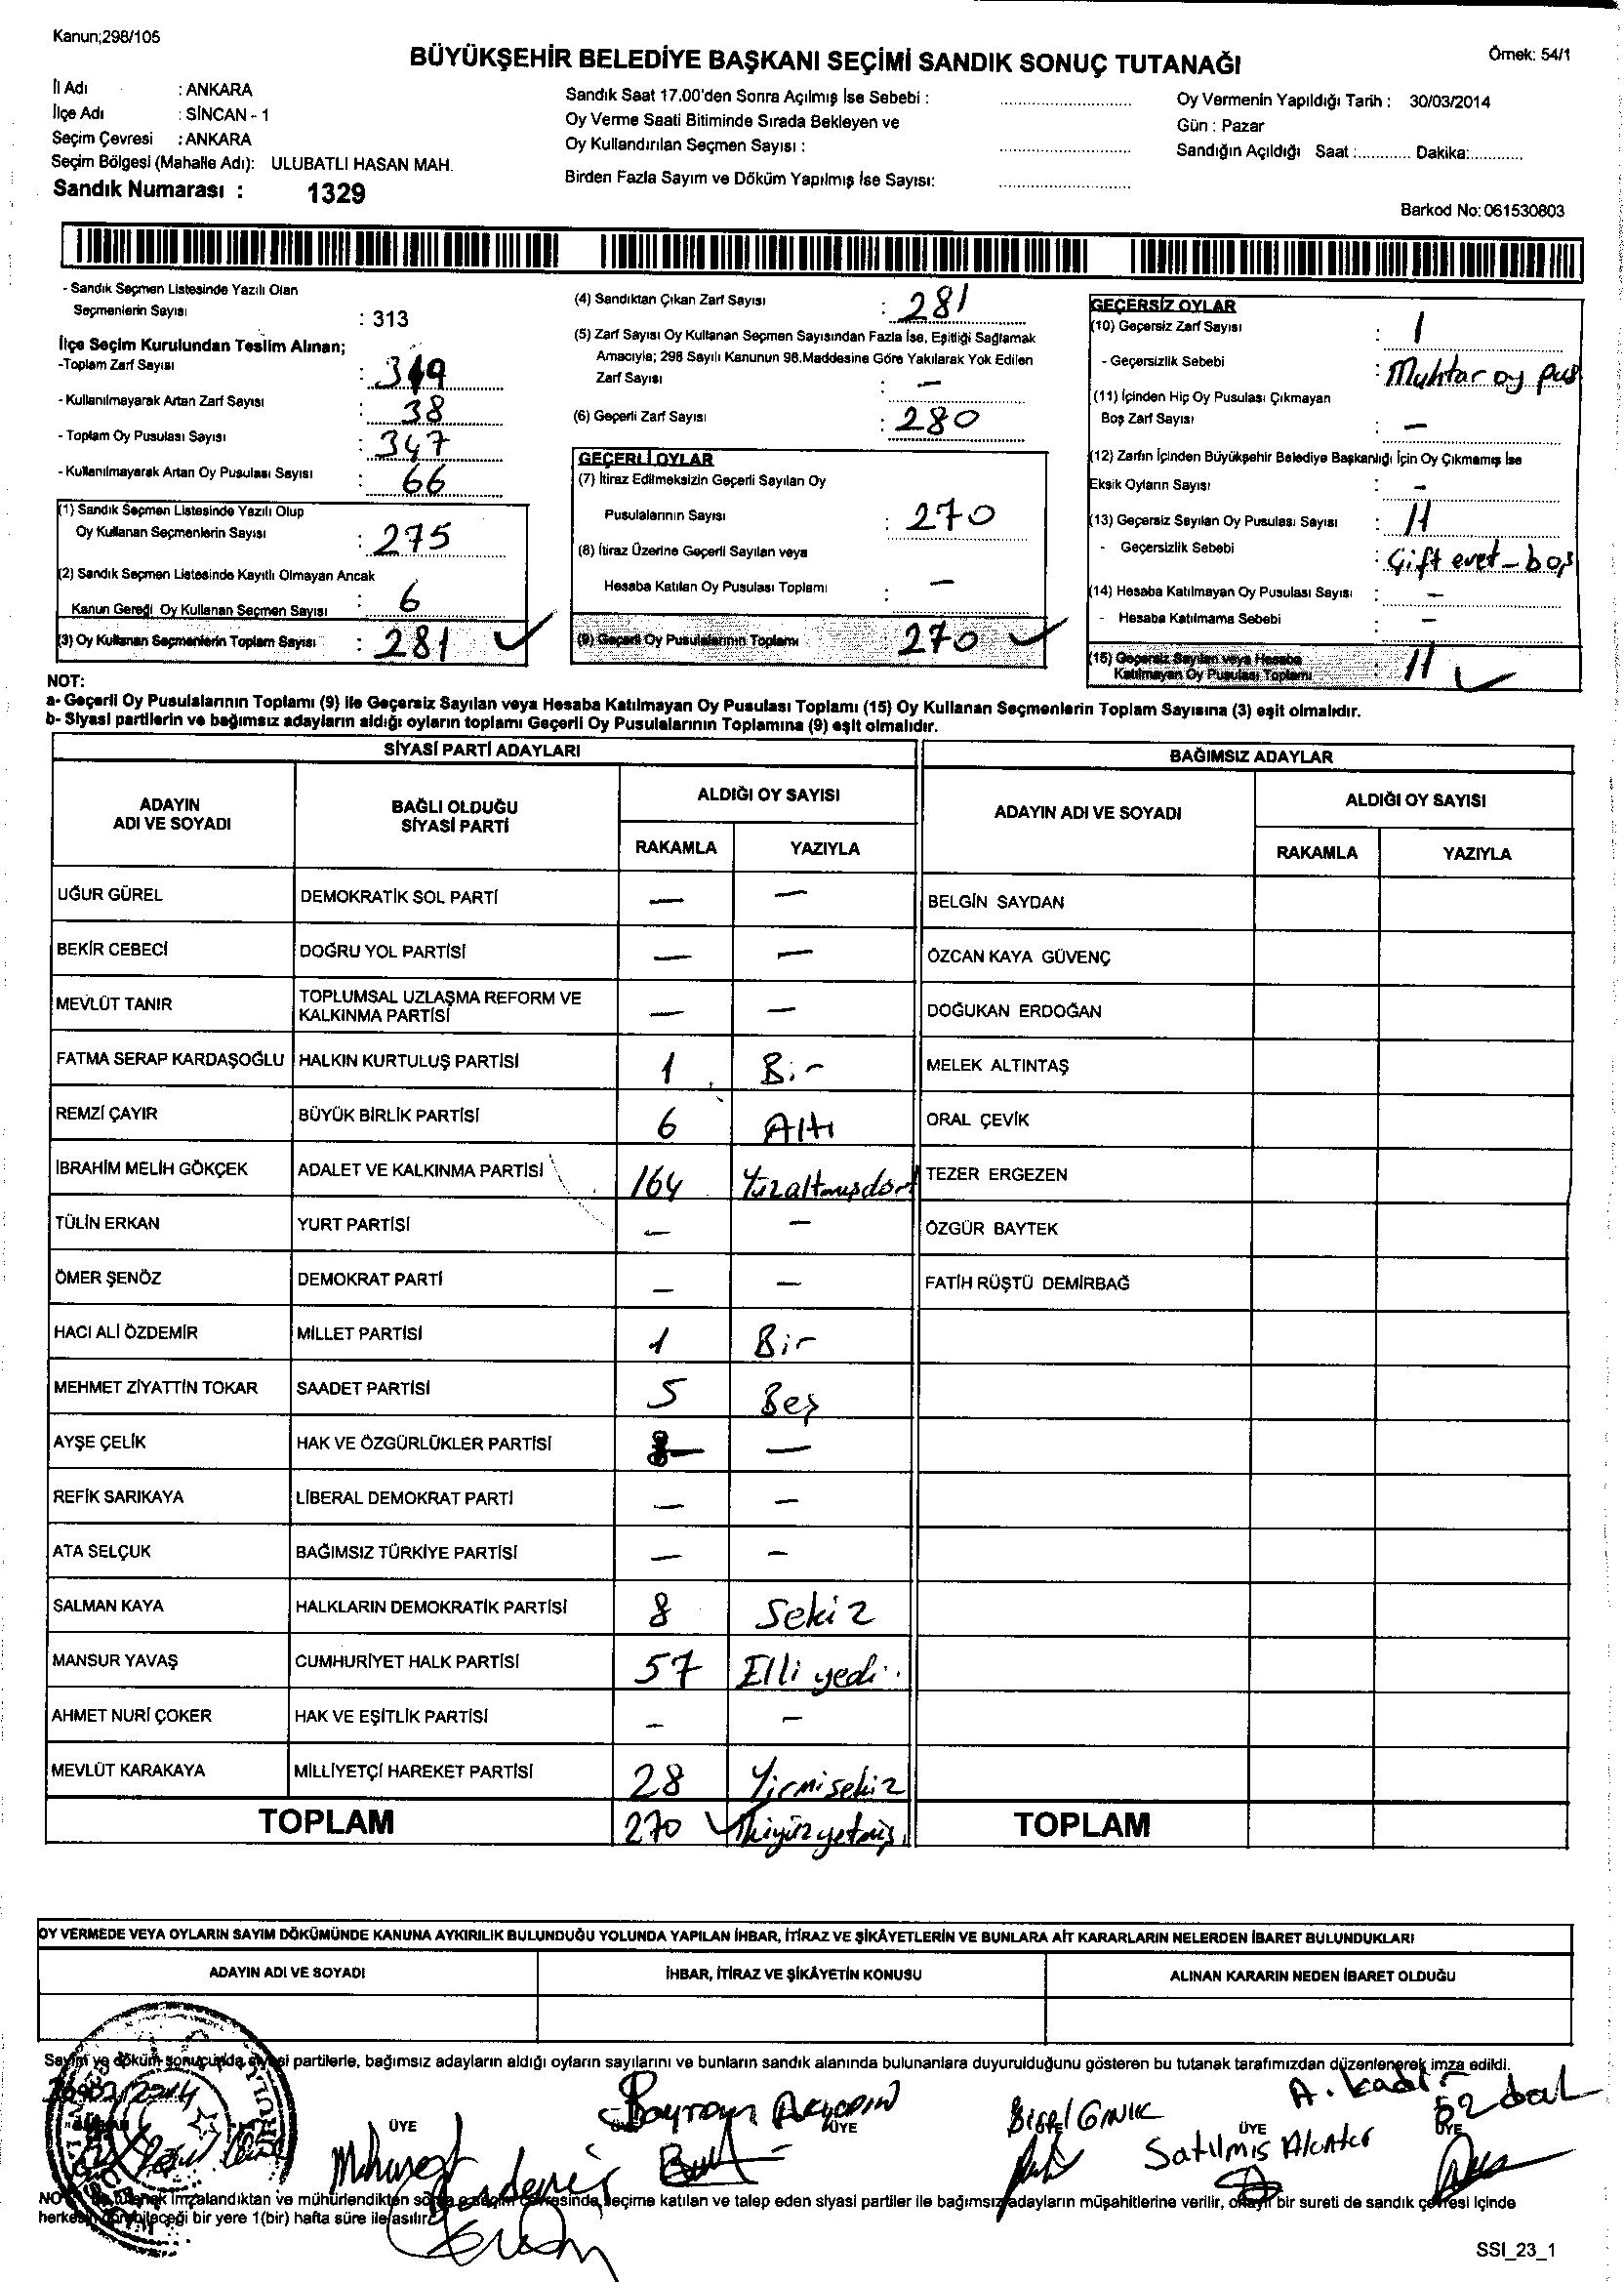 Kanun;298/105
BÜYÜKŞEHİR BELEDİYE BAŞKANI SEÇİMİ SANDIK SONUÇ TUTANAĞI
Örnek: 54/1
İl Adı : ANKARA
İlçe Adı : SİNCAN - 1
Seçim Çevresi : ANKARA
Seçim Bölgesi (Mahalle Adı): ULUBATLI HASAN MAH.
Sandık Numarası : 1329
Sandık Saat 17.00'den Sonra Açılmış İse Sebebi :
Oy Verme Saati Bitiminde Sırada Bekleyen ve
Oy Kullandırılan Seçmen Sayısı :
Birden Fazla Sayım ve Döküm Yapılmış İse Sayısı:
Oy Vermenin Yapıldığı Tarih : 30/03/2014
Gün : Pazar
Sandığın Açıldığı Saat :............ Dakika:............
Barkod No: 061530803
- Sandık Seçmen Listesinde Yazılı Olan
Seçmenlerin Sayısı : 313
İlçe Seçim Kurulundan Teslim Alınan;
-Toplam Zarf Sayısı : 319
- Kullanılmayarak Artan Zarf Sayısı : 38
- Toplam Oy Pusulası Sayısı : 347
- Kullanılmayarak Artan Oy Pusulası Sayısı : 66
(1) Sandık Seçmen Listesinde Yazılı Olup
Oy Kullanan Seçmenlerin Sayısı : 275
(2) Sandık Seçmen Listesinde Kayıtlı Olmayan Ancak
Kanun Gereği Oy Kullanan Seçmen Sayısı : 6
(3) Oy Kullanan Seçmenlerin Toplam Sayısı : 281 ✓
(4) Sandıktan Çıkan Zarf Sayısı : 281
(5) Zarf Sayısı Oy Kullanan Seçmen Sayısından Fazla İse, Eşitliği Sağlamak
Amacıyla; 298 Sayılı Kanunun 98.Maddesine Göre Yakılarak Yok Edilen
Zarf Sayısı : —
(6) Geçerli Zarf Sayısı : 280
GEÇERLİ OYLAR
(7) İtiraz Edilmeksizin Geçerli Sayılan Oy
Pusulalarının Sayısı : 270
(8) İtiraz Üzerine Geçerli Sayılan veya
Hesaba Katılan Oy Pusulası Toplamı : —
(9) Geçerli Oy Pusulalarının Toplamı 270 ✓
GEÇERSİZ OYLAR
(10) Geçersiz Zarf Sayısı : 1
- Geçersizlik Sebebi : Muhtar oy pus
(11) İçinden Hiç Oy Pusulası Çıkmayan
Boş Zarf Sayısı : —
(12) Zarfın İçinden Büyükşehir Belediye Başkanlığı İçin Oy Çıkmamış İse
Eksik Oyların Sayısı : —
(13) Geçersiz Sayılan Oy Pusulası Sayısı : 11
- Geçersizlik Sebebi : Çift evet - boş
(14) Hesaba Katılmayan Oy Pusulası Sayısı : —
- Hesaba Katılmama Sebebi : —
(15) Geçersiz Sayılan veya Hesaba
Katılmayan Oy Pusulası Toplamı : 11 ✓
NOT:
a- Geçerli Oy Pusulalarının Toplamı (9) ile Geçersiz Sayılan veya Hesaba Katılmayan Oy Pusulası Toplamı (15) Oy Kullanan Seçmenlerin Toplam Sayısına (3) eşit olmalıdır.
b- Siyasi partilerin ve bağımsız adayların aldığı oyların toplamı Geçerli Oy Pusulalarının Toplamına (9) eşit olmalıdır.
SİYASİ PARTİ ADAYLARI
BAĞIMSIZ ADAYLAR
ADAYIN ADI VE SOYADI
BAĞLI OLDUĞU SİYASİ PARTİ
ALDIĞI OY SAYISI
RAKAMLA YAZIYLA
ADAYIN ADI VE SOYADI
ALDIĞI OY SAYISI
RAKAMLA YAZIYLA
UĞUR GÜREL DEMOKRATİK SOL PARTİ — — BELGİN SAYDAN
BEKİR CEBECİ DOĞRU YOL PARTİSİ — — ÖZCAN KAYA GÜVENÇ
MEVLÜT TANIR TOPLUMSAL UZLAŞMA REFORM VE KALKINMA PARTİSİ — — DOĞUKAN ERDOĞAN
FATMA SERAP KARDAŞOĞLU HALKIN KURTULUŞ PARTİSİ 1 Bir MELEK ALTINTAŞ
REMZİ ÇAYIR BÜYÜK BİRLİK PARTİSİ 6 Altı ORAL ÇEVİK
İBRAHİM MELİH GÖKÇEK ADALET VE KALKINMA PARTİSİ 164 Yüzaltmışdört TEZER ERGEZEN
TÜLİN ERKAN YURT PARTİSİ — — ÖZGÜR BAYTEK
ÖMER ŞENÖZ DEMOKRAT PARTİ — — FATİH RÜŞTÜ DEMİRBAĞ
HACI ALİ ÖZDEMİR MİLLET PARTİSİ 1 Bir
MEHMET ZİYATTİN TOKAR SAADET PARTİSİ 5 Beş
AYŞE ÇELİK HAK VE ÖZGÜRLÜKLER PARTİSİ — —
REFİK SARIKAYA LİBERAL DEMOKRAT PARTİ — —
ATA SELÇUK BAĞIMSIZ TÜRKİYE PARTİSİ — —
SALMAN KAYA HALKLARIN DEMOKRATİK PARTİSİ 8 Sekiz
MANSUR YAVAŞ CUMHURİYET HALK PARTİSİ 57 Elli yedi
AHMET NURİ ÇOKER HAK VE EŞİTLİK PARTİSİ — —
MEVLÜT KARAKAYA MİLLİYETÇİ HAREKET PARTİSİ 28 Yirmisekiz
TOPLAM 270 ✓ İkiyüzyetmiş TOPLAM
OY VERMEDE VEYA OYLARIN SAYIM DÖKÜMÜNDE KANUNA AYKIRILIK BULUNDUĞU YOLUNDA YAPILAN İHBAR, İTİRAZ VE ŞİKÂYETLERİN VE BUNLARA AİT KARARLARIN NELERDEN İBARET BULUNDUKLARI
ADAYIN ADI VE SOYADI İHBAR, İTİRAZ VE ŞİKÂYETİN KONUSU ALINAN KARARIN NEDEN İBARET OLDUĞU
Sayım ve döküm sonucunda siyasi partilerle, bağımsız adayların aldığı oyların sayılarını ve bunların sandık alanında bulunanlara duyurulduğunu gösteren bu tutanak tarafımızdan düzenlenerek imza edildi.
A. Kadir
Bayram
ÜYE ÜYE ÜYE ÜYE
Satılmış
imzalandıktan ve mühürlendikten seçime katılan ve talep eden siyasi partiler ile bağımsız adayların müşahitlerine verilir, bir sureti de sandık çevresi içinde
herkesin bir yere 1(bir) hafta süre ile asılır.
SSI_23_1